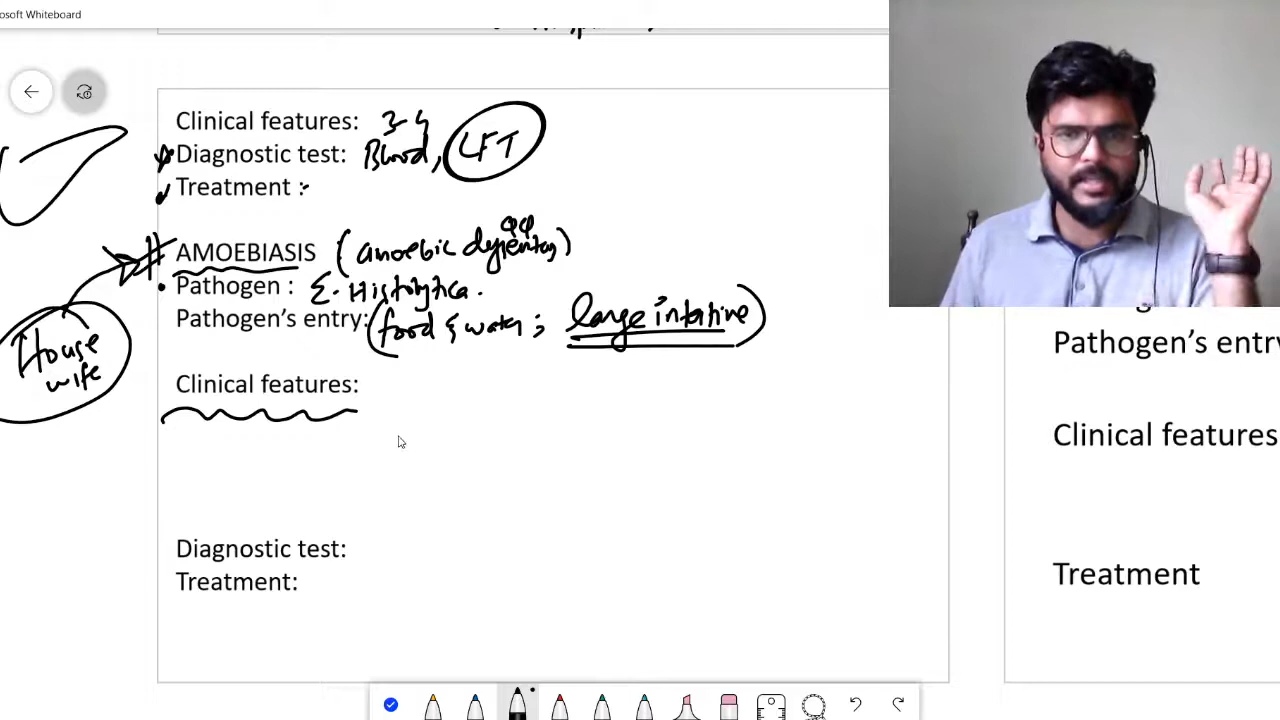 osoft Whiteboard
Clinical features: 3-4
Diagnostic test: Blood, LFT
Treatment :
AMOEBIASIS (amoebic dysentery)
Pathogen : E. Histolytica.
Pathogen's entry: (food & water ; large intestine)
House
wife
Clinical features:
Diagnostic test:
Treatment:
Pathogen's entry
Clinical features
Treatment